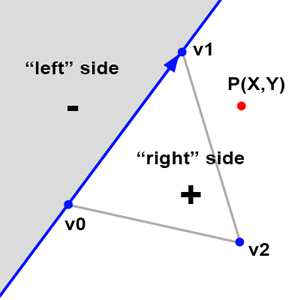 v1
“left” side
P(X,Y)
-
“right” side
+
v0
v2